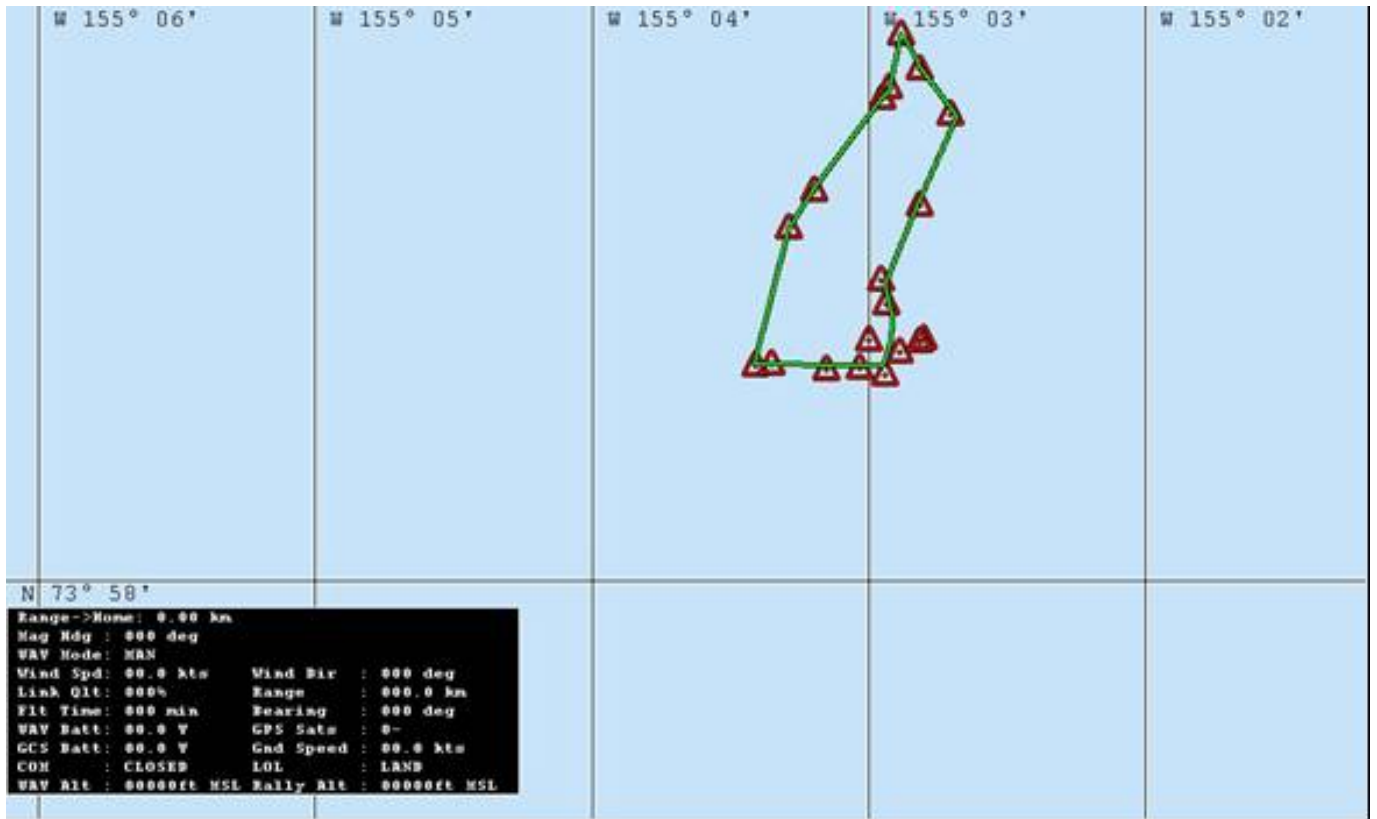 W 155° 06' W 155° 05' W 155° 04' W 155° 03' W 155° 02'
N 73° 58'
Range->Home: 0.00 km
Mag Hdg : 000 deg
UAV Mode: MAN
Wind Spd: 00.0 kts Wind Dir : 000 deg
Link Qlt: 000% Range : 000.0 km
Flt Time: 000 min Bearing : 000 deg
UAV Batt: 00.0 V GPS Sats : 0-
GCS Batt: 00.0 V Gnd Speed : 00.0 kts
COM : CLOSED LOL : LAND
UAV Alt : 00000ft MSL Rally Alt : 00000ft MSL